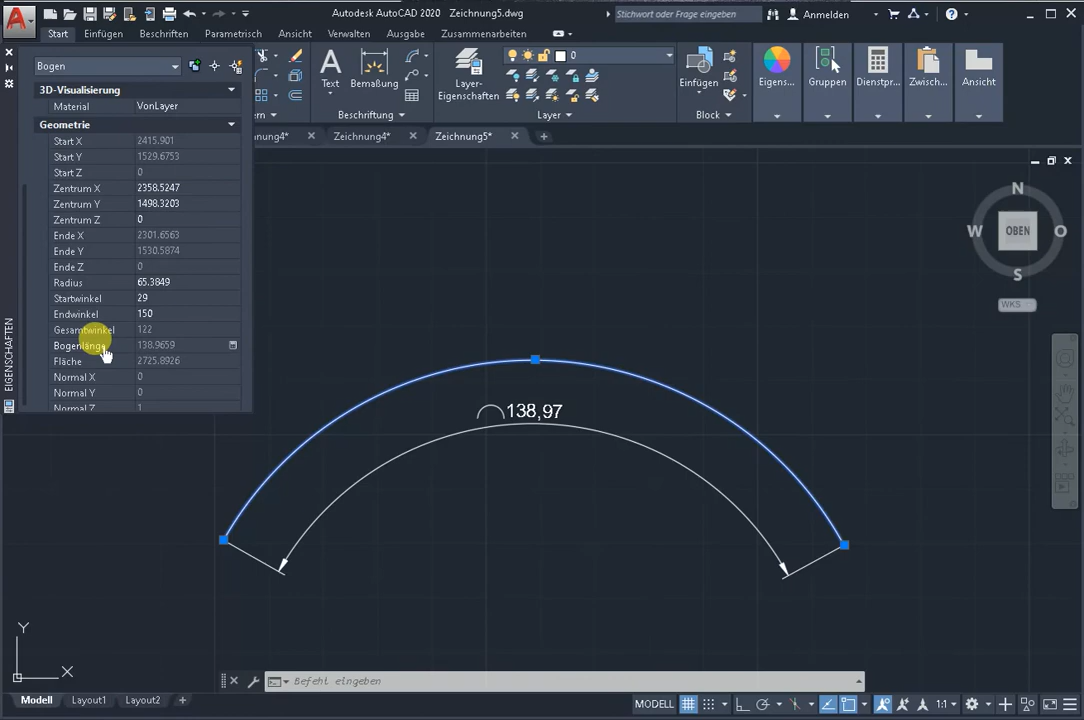 Autodesk AutoCAD 2020 Zeichnung5.dwg
Stichwort oder Frage eingeben
Anmelden
Start Einfügen Beschriften Parametrisch Ansicht Verwalten Ausgabe Zusammenarbeiten
Bogen
3D-Visualisierung
Material VonLayer
Geometrie
Start X 2415.901
Start Y 1529.6753
Start Z 0
Zentrum X 2358.5247
Zentrum Y 1498.3203
Zentrum Z 0
Ende X 2301.6563
Ende Y 1530.5874
Ende Z 0
Radius 65.3849
Startwinkel 29
Endwinkel 150
Gesamtwinkel 122
Bogenlänge 138.9659
Fläche 2725.8926
Normal X 0
Normal Y 0
Normal Z 1
EIGENSCHAFTEN
Text
Bemaßung
Beschriftung
Layer-
Eigenschaften
0
Layer
Einfügen
Block
Eigens...
Gruppen
Dienstpr...
Zwisch...
Ansicht
hnung4* Zeichnung4* Zeichnung5*
N
W OBEN O
S
WKS
138,97
Y
X
Befehl eingeben
Modell Layout1 Layout2
MODELL
1:1